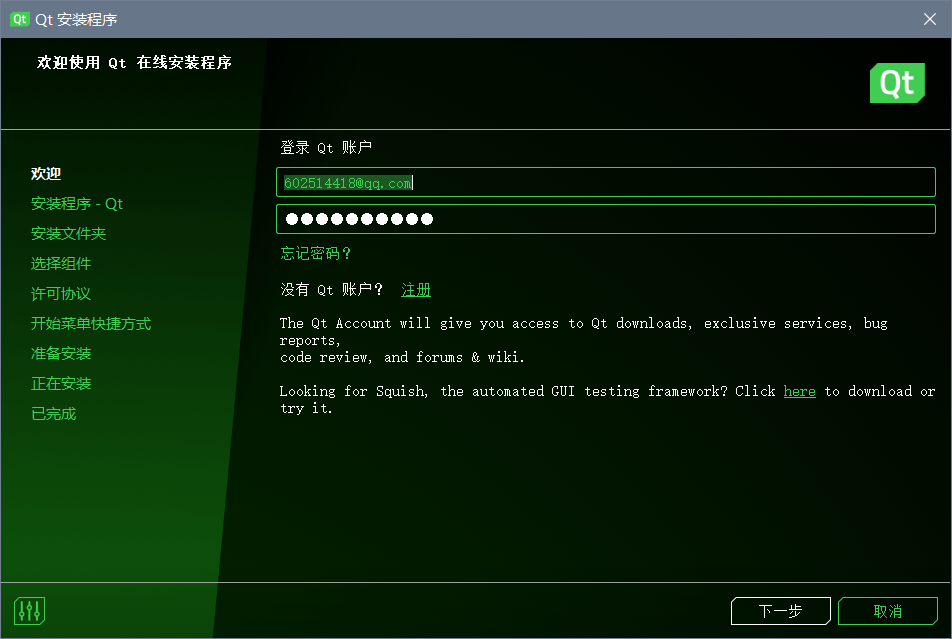 Qt Qt 安装程序
欢迎使用 Qt 在线安装程序
Qt
登录 Qt 账户
欢迎
602514418@qq.com
安装程序 - Qt
安装文件夹
忘记密码？
选择组件
没有 Qt 账户？ 注册
许可协议
开始菜单快捷方式
The Qt Account will give you access to Qt downloads, exclusive services, bug
reports,
code review, and forums & wiki.
准备安装
正在安装
Looking for Squish, the automated GUI testing framework? Click here to download or
try it.
已完成
下一步
取消